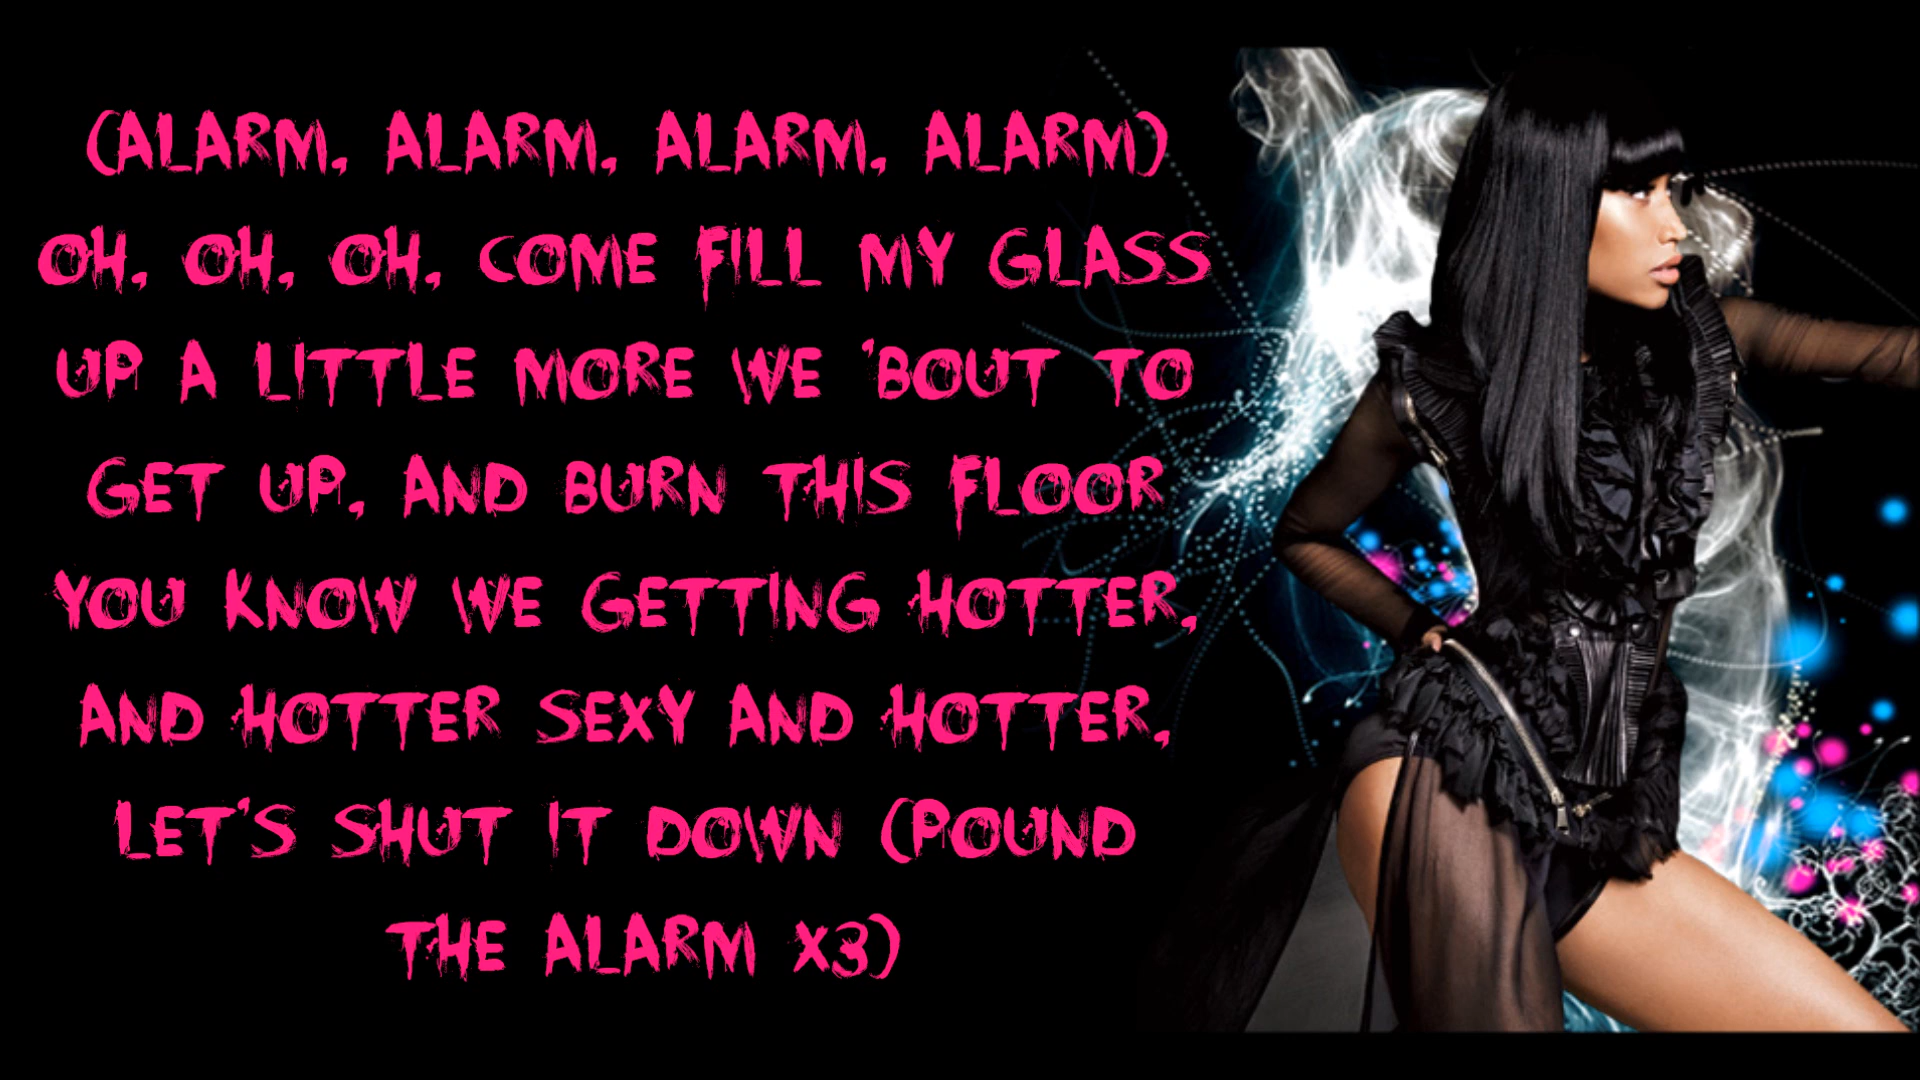 (ALARM, ALARM, ALARM, ALARM)
OH, OH, OH, COME FILL MY GLASS
UP A LITTLE MORE WE 'BOUT TO
GET UP, AND BURN THIS FLOOR
YOU KNOW WE GETTING HOTTER,
AND HOTTER SEXY AND HOTTER,
LET'S SHUT IT DOWN (POUND
THE ALARM X3)